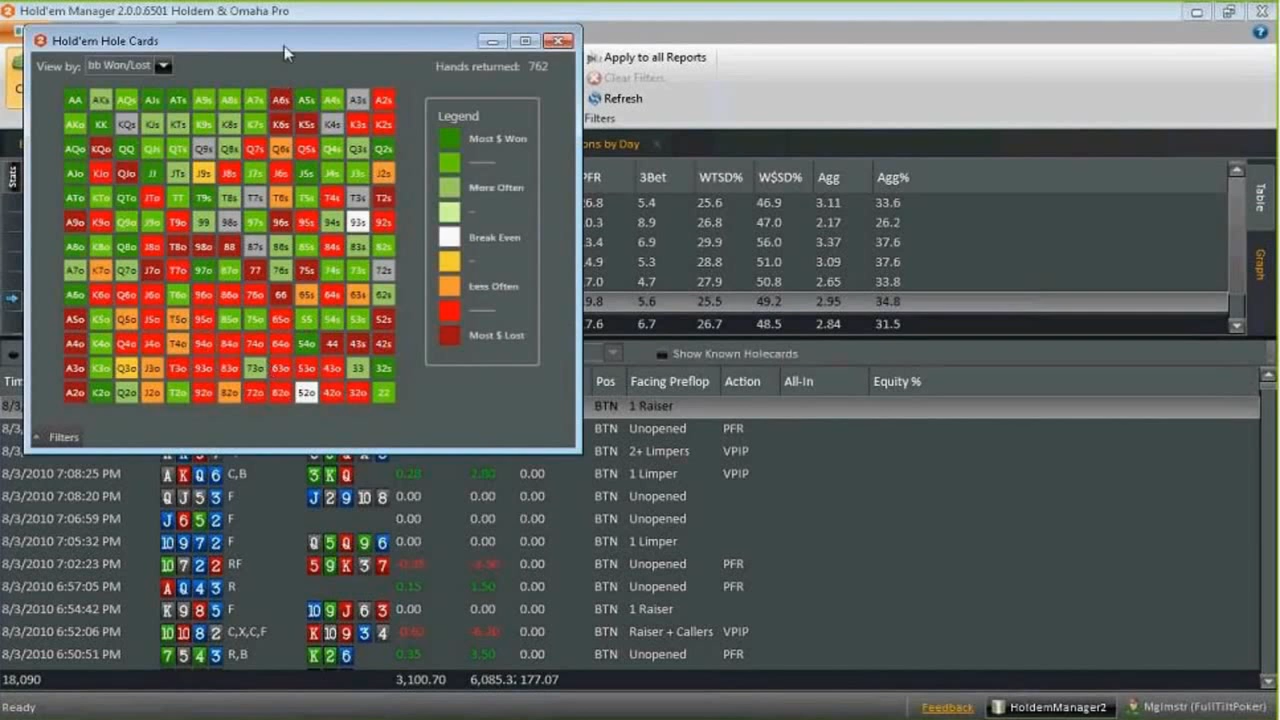 Hold'em Manager 2.0.0.6501 Holdem & Omaha Pro
Hold'em Hole Cards
View by: bb Won/Lost
Hands returned: 762
AA AKs AQs AJs ATs A9s A8s A7s A6s A5s A4s A3s A2s
AKo KK KQs KJs KTs K9s K8s K7s K6s K5s K4s K3s K2s
AQo KQo QQ QJs QTs Q9s Q8s Q7s Q6s Q5s Q4s Q3s Q2s
AJo KJo QJo JJ JTs J9s J8s J7s J6s J5s J4s J3s J2s
ATo KTo QTo JTo TT T9s T8s T7s T6s T5s T4s T3s T2s
A9o K9o Q9o J9o T9o 99 98s 97s 96s 95s 94s 93s 92s
A8o K8o Q8o J8o T8o 98o 88 87s 86s 85s 84s 83s 82s
A7o K7o Q7o J7o T7o 97o 87o 77 76s 75s 74s 73s 72s
A6o K6o Q6o J6o T6o 96o 86o 76o 66 65s 64s 63s 62s
A5o K5o Q5o J5o T5o 95o 85o 75o 65o 55 54s 53s 52s
A4o K4o Q4o J4o T4o 94o 84o 74o 64o 54o 44 43s 42s
A3o K3o Q3o J3o T3o 93o 83o 73o 63o 53o 43o 33 32s
A2o K2o Q2o J2o T2o 92o 82o 72o 62o 52o 42o 32o 22
Legend
Most $ Won
More Often
Break Even
Less Often
Most $ Lost
Filters
Apply to all Reports
Clear Filters
Refresh
Filters
ons by Day
Stats
Table
Graph
PFR 3Bet WTSD% W$SD% Agg Agg%
6.8 5.4 25.6 46.9 3.11 33.6
0.3 8.9 26.8 47.0 2.17 26.2
3.4 6.9 29.9 56.0 3.37 37.6
4.9 5.3 28.8 51.0 3.09 37.6
7.0 4.7 27.9 50.8 2.65 33.8
9.8 5.6 25.5 49.2 2.95 34.8
7.6 6.7 26.7 48.5 2.84 31.5
Show Known Holecards
Tim Pos Facing Preflop Action All-In Equity %
8/3 BTN 1 Raiser
8/3 BTN Unopened PFR
8/3 BTN 2+ Limpers VPIP
8/3/2010 7:08:25 PM A K Q 6 C,B 3 K Q 0.28 2.80 0.00 BTN 1 Limper VPIP
8/3/2010 7:08:20 PM Q J 5 3 F J 2 9 10 8 0.00 0.00 0.00 BTN Unopened
8/3/2010 7:06:59 PM J 6 5 2 F 0.00 0.00 0.00 BTN Unopened
8/3/2010 7:05:32 PM 10 9 7 2 F Q 5 Q 9 6 0.00 0.00 0.00 BTN 1 Limper
8/3/2010 7:02:23 PM 10 7 2 2 RF 5 9 K 3 7 -0.35 -3.50 0.00 BTN Unopened PFR
8/3/2010 6:57:05 PM A Q 4 3 R 0.15 1.50 0.00 BTN Unopened PFR
8/3/2010 6:54:42 PM K 9 8 5 F 10 9 J 6 3 0.00 0.00 0.00 BTN 1 Raiser
8/3/2010 6:52:06 PM 10 10 8 2 C,X,C,F K 10 9 3 4 -0.62 -6.20 0.00 BTN Raiser + Callers VPIP
8/3/2010 6:50:51 PM 7 5 4 3 R,B K 2 6 0.35 3.50 0.00 BTN Unopened PFR
18,090 3,100.70 6,085.3 177.07
Ready
Feedback
HoldemManager2
MgImstr (FullTiltPoker)